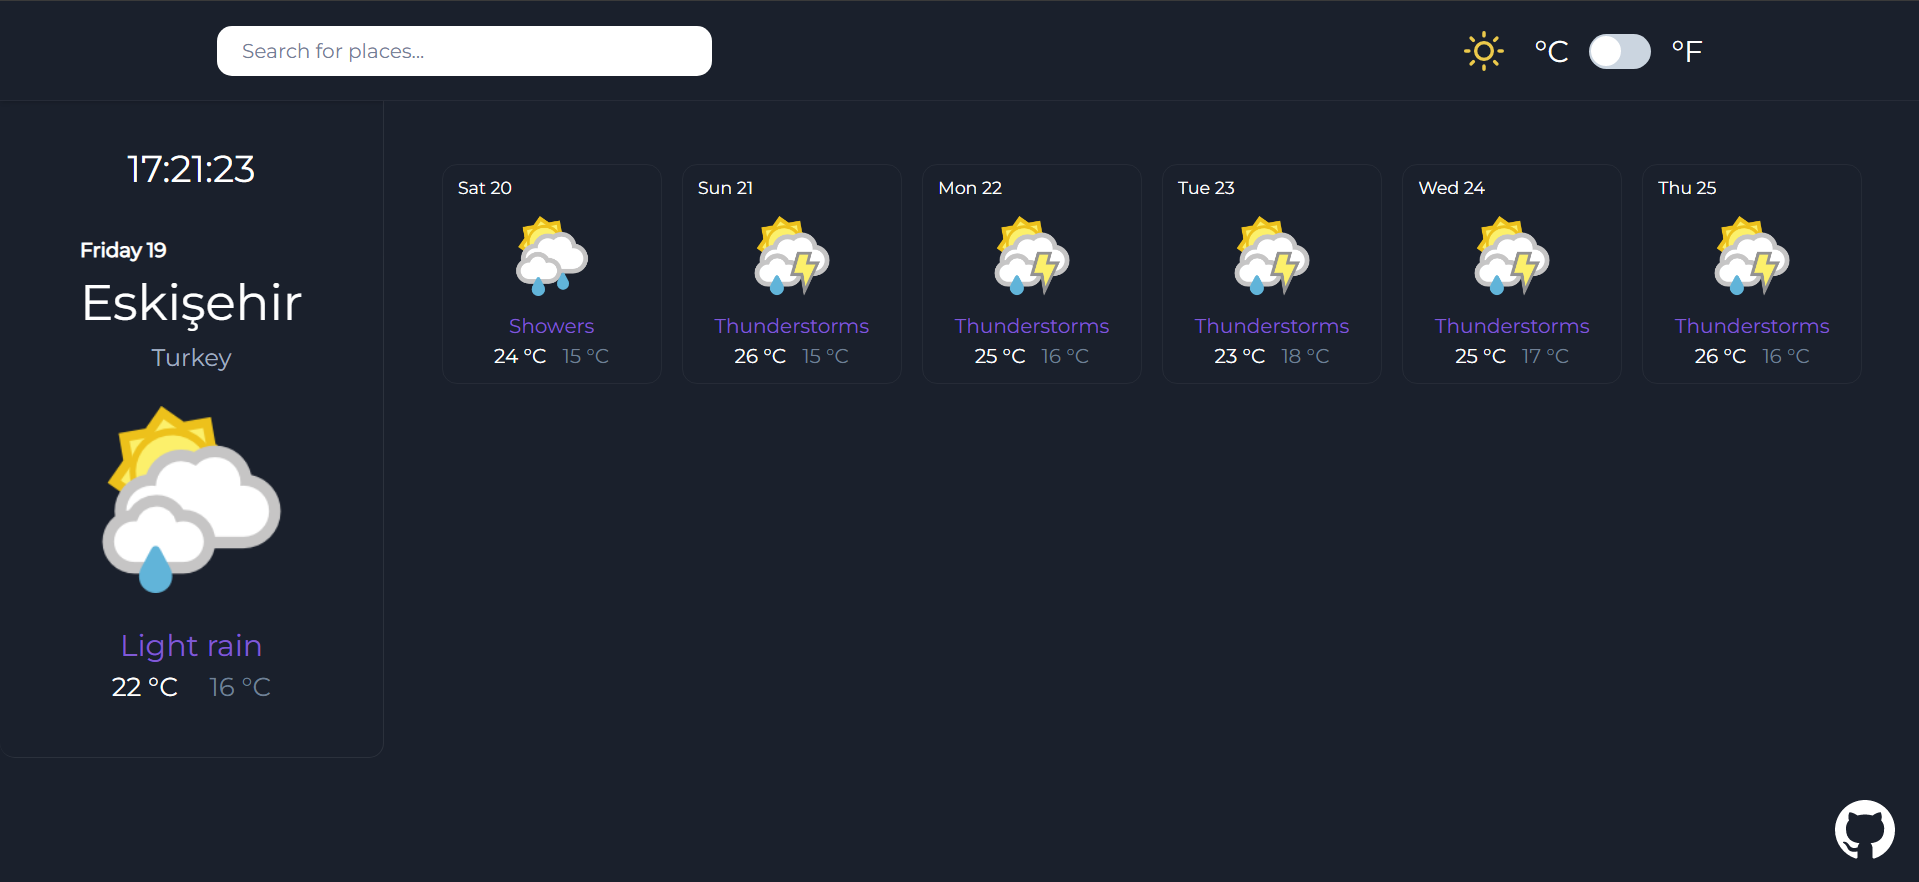 Search for places...
°C °F
17:21:23
Friday 19
Eskişehir
Turkey
Light rain
22 °C 16 °C
Sat 20
Showers
24 °C 15 °C
Sun 21
Thunderstorms
26 °C 15 °C
Mon 22
Thunderstorms
25 °C 16 °C
Tue 23
Thunderstorms
23 °C 18 °C
Wed 24
Thunderstorms
25 °C 17 °C
Thu 25
Thunderstorms
26 °C 16 °C